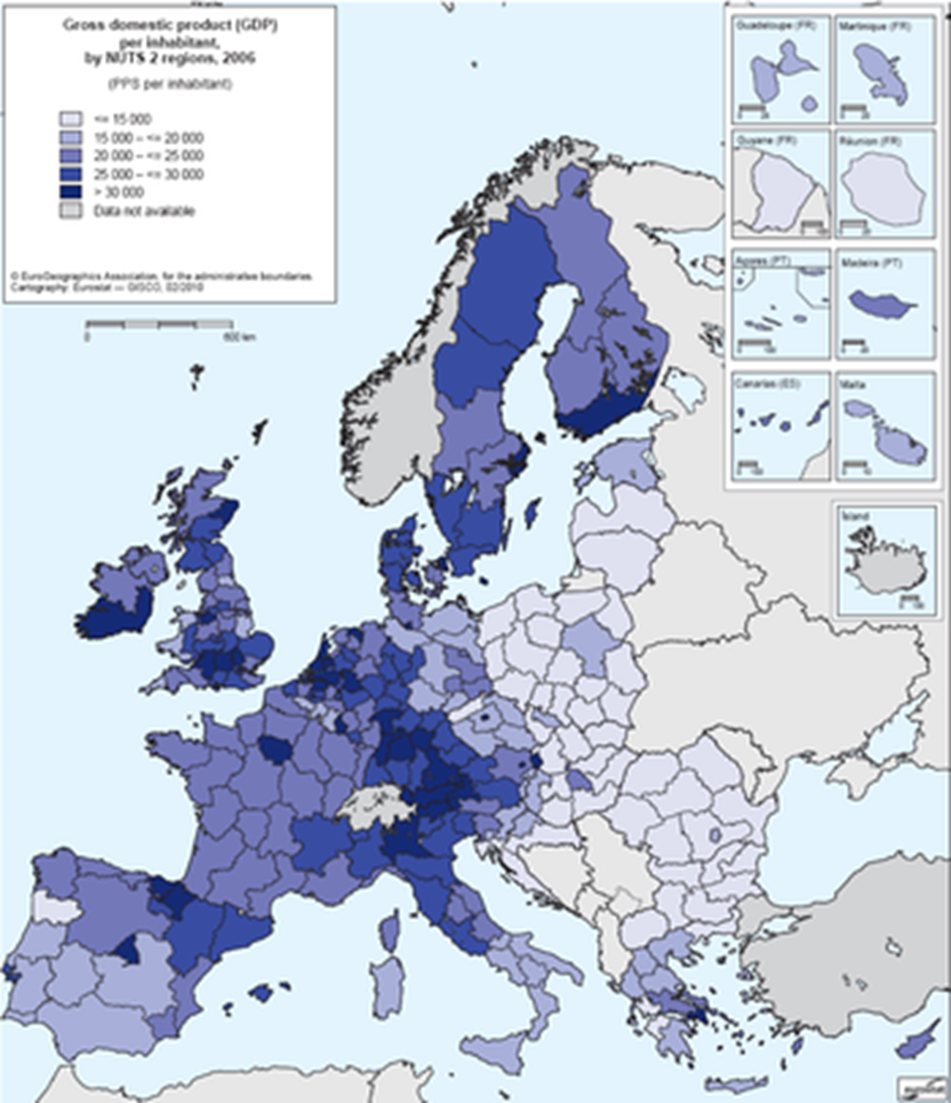 Gross domestic product (GDP)
per inhabitant,
by NUTS 2 regions, 2006
(PPS per inhabitant)
<= 15 000
15 000 – <= 20 000
20 000 – <= 25 000
25 000 – <= 30 000
> 30 000
Data not available
© EuroGeographics Association, for the administrative boundaries
Cartography: Eurostat — GISCO, 02/2010
0 600 km
Guadeloupe (FR)
Martinique (FR)
Guyane (FR)
Réunion (FR)
Açores (PT)
Madeira (PT)
Canarias (ES)
Malta
Ísland
eurostat